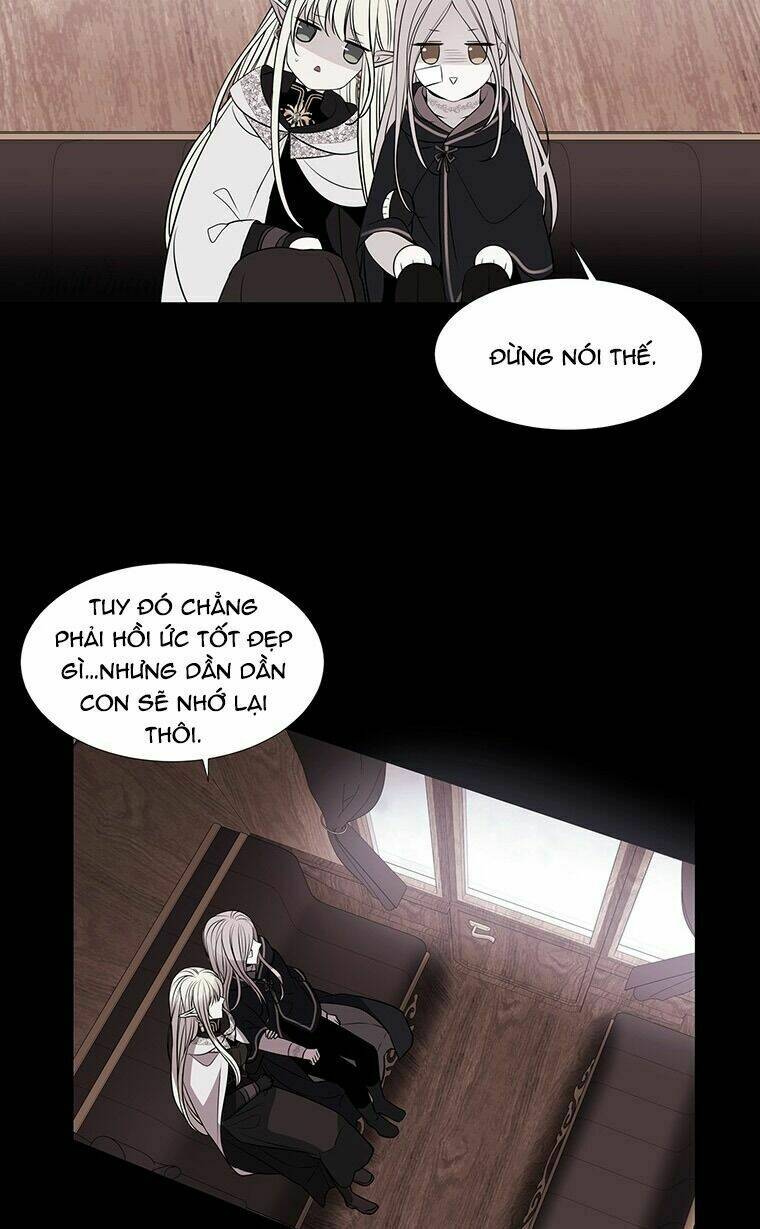 ĐỪNG NÓI THẾ.
TUY ĐÓ CHẲNG
PHẢI HỒI ỨC TỐT ĐẸP
GÌ...NHƯNG DẦN DẦN
CON SẼ NHỚ LẠI
THÔI.